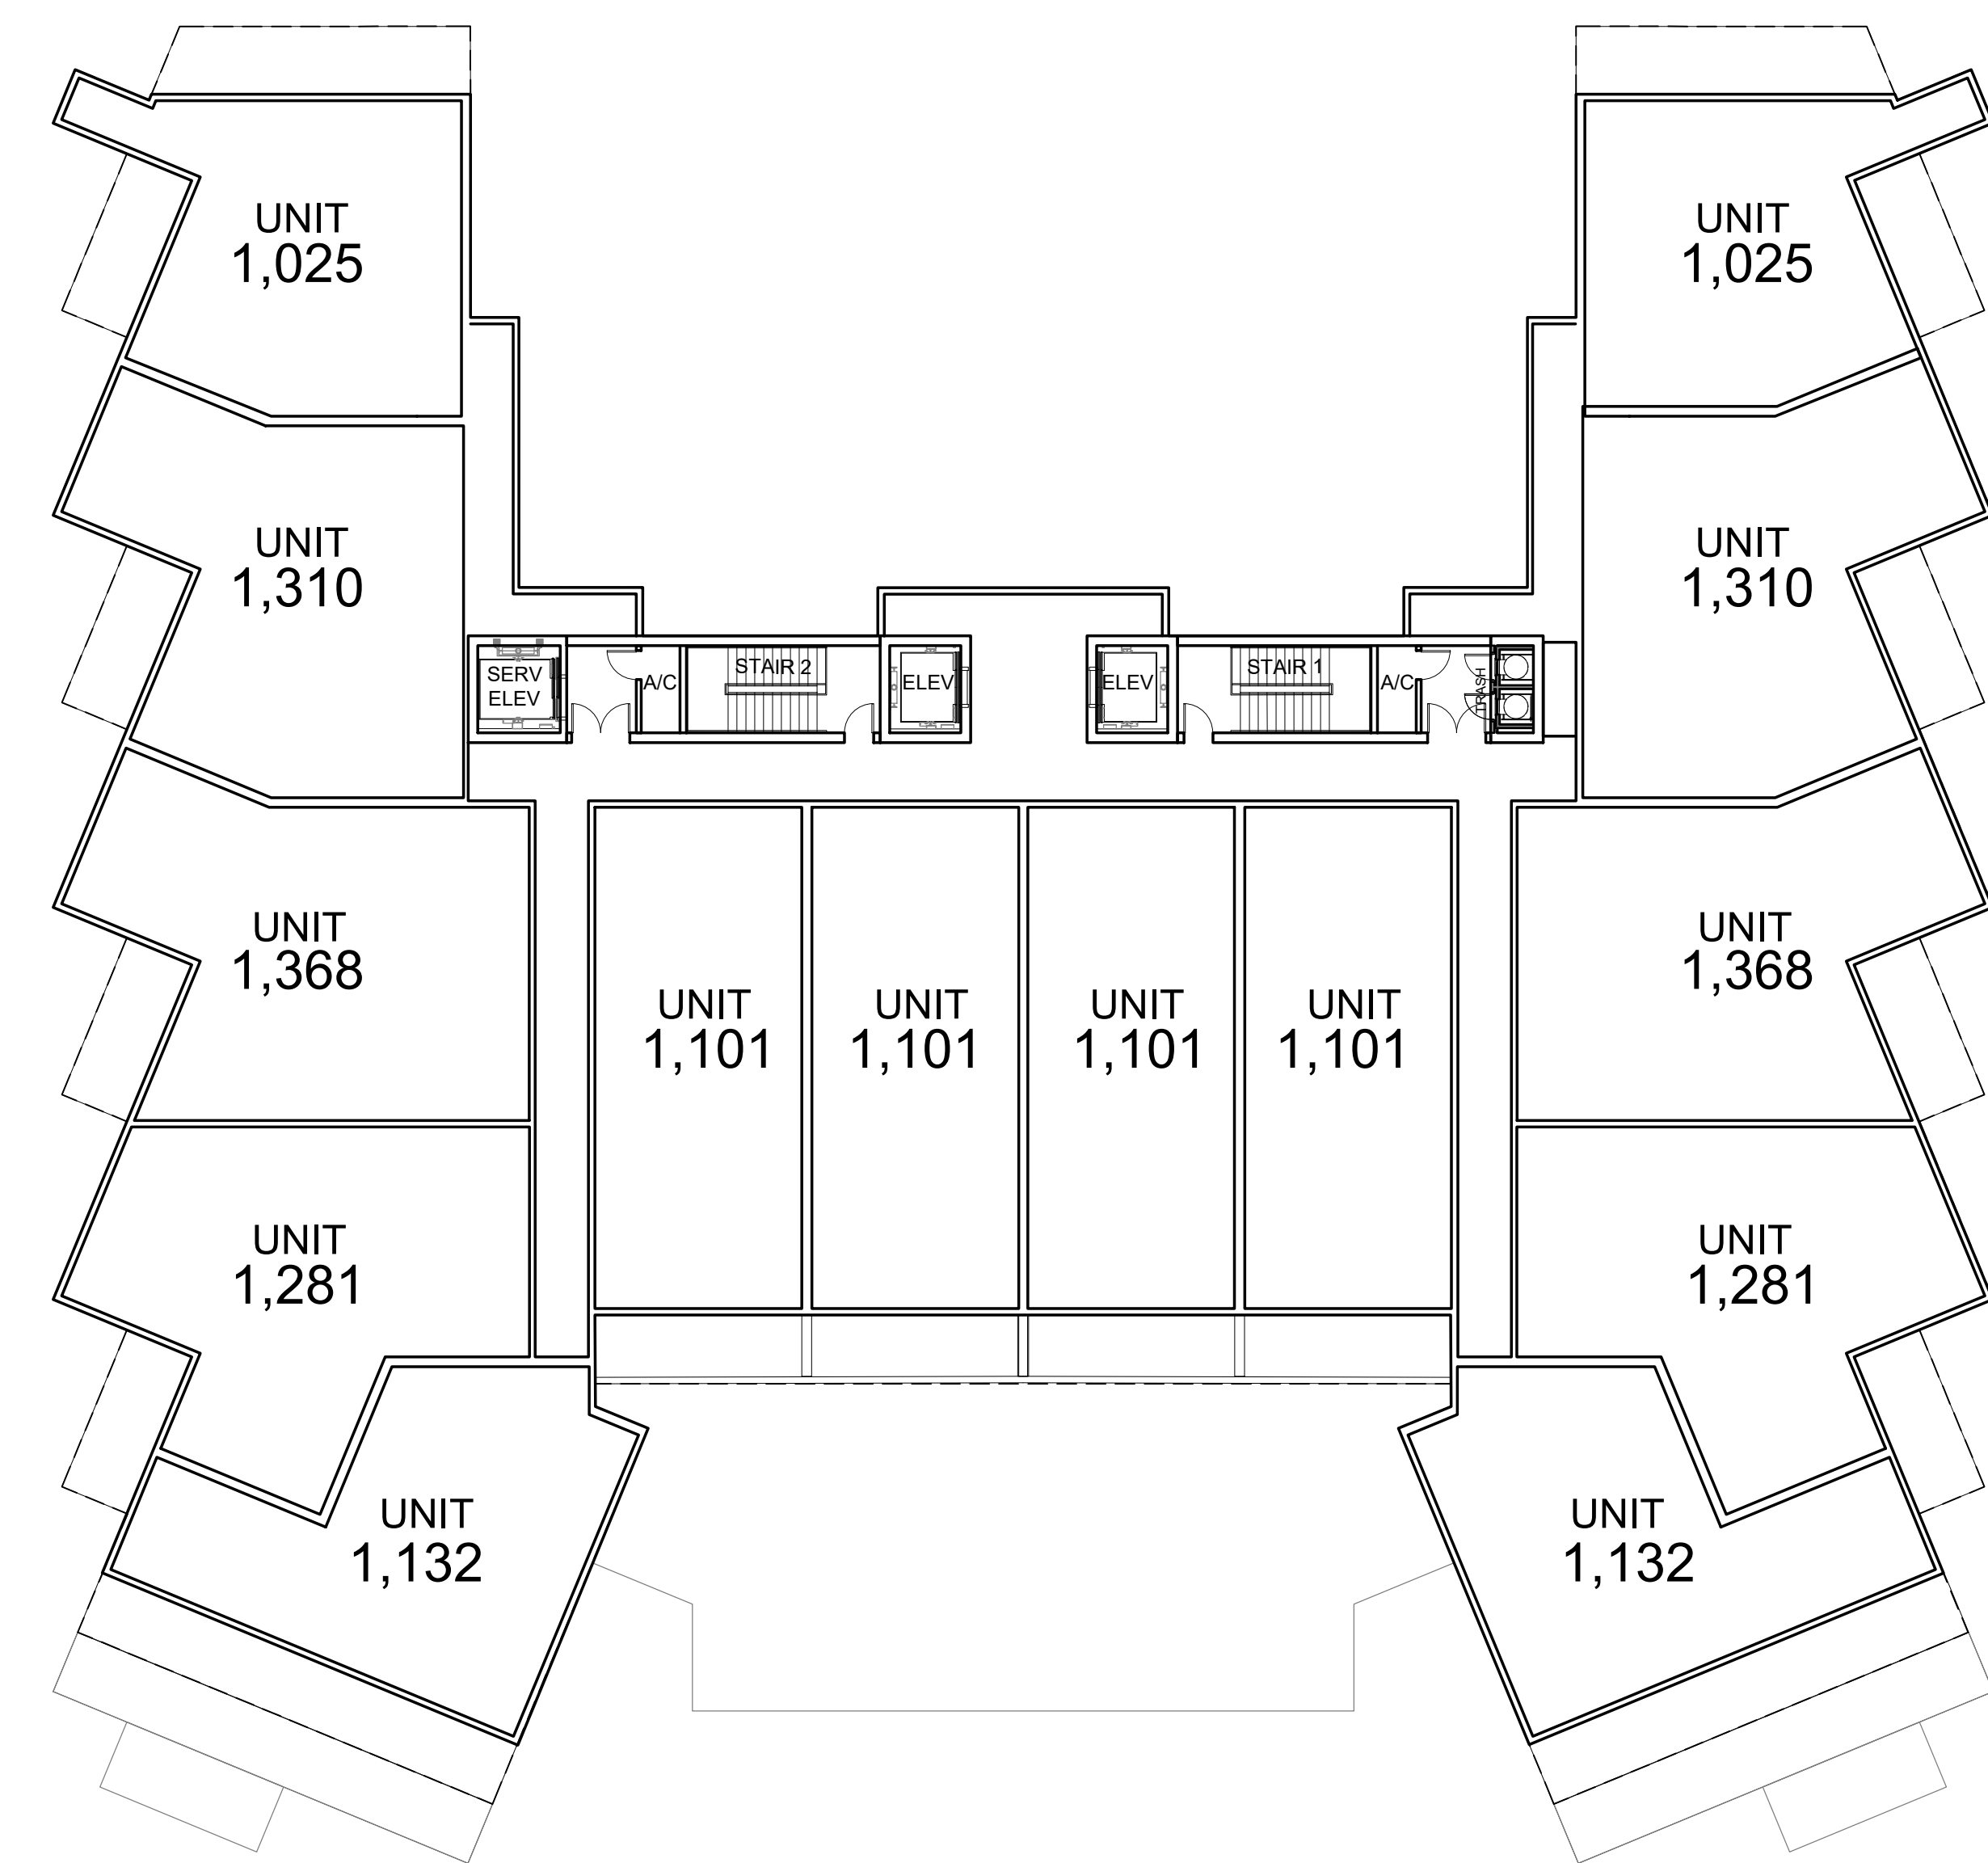 UNIT
1,025
UNIT
1,025
UNIT
1,310
UNIT
1,310
SERV
ELEV
A/C
STAIR 2
ELEV
ELEV
STAIR 1
A/C
TRASH
UNIT
1,368
UNIT
1,368
UNIT
1,101
UNIT
1,101
UNIT
1,101
UNIT
1,101
UNIT
1,281
UNIT
1,281
UNIT
1,132
UNIT
1,132